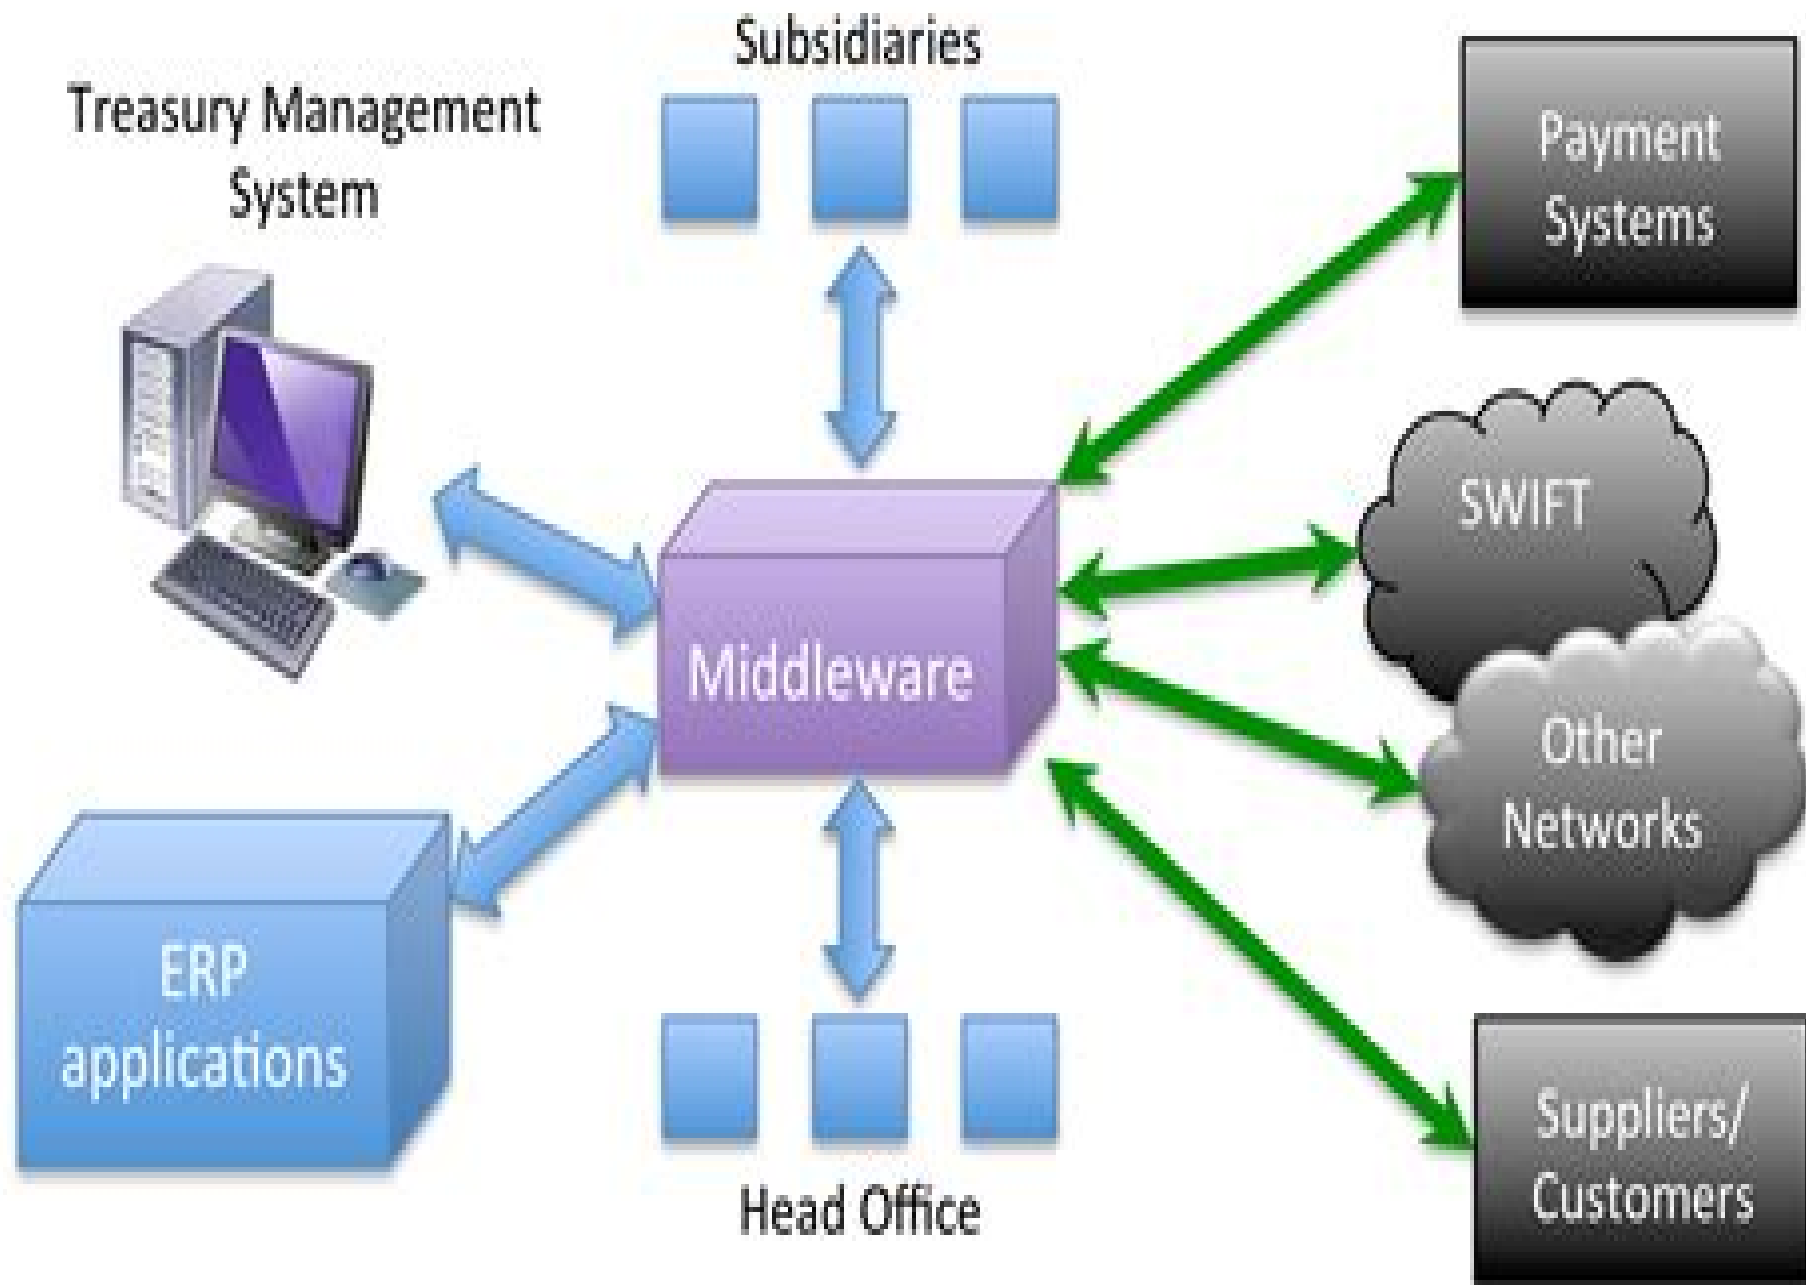 Subsidiaries
Treasury Management
System
Payment
Systems
SWIFT
Middleware
Other
Networks
ERP
applications
Suppliers/
Customers
Head Office